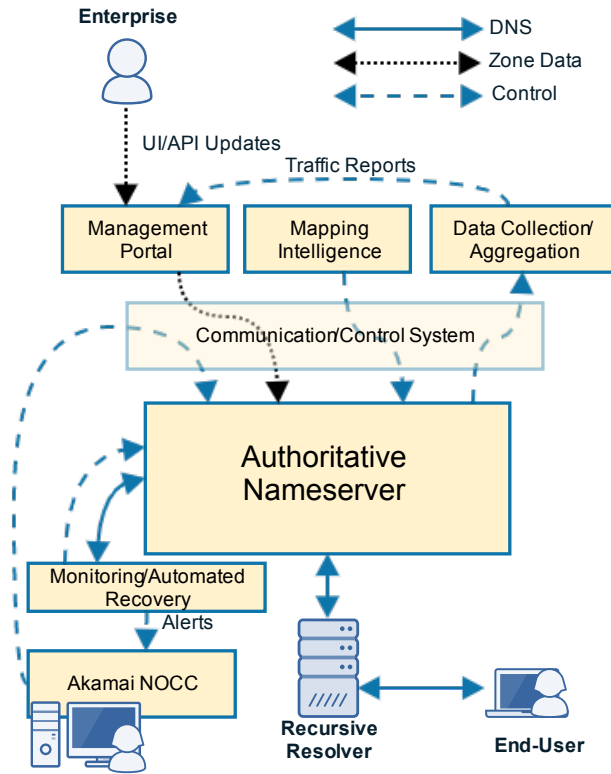 Enterprise
DNS
Zone Data
Control
UI/API Updates
Traffic Reports
Management
Portal
Mapping
Intelligence
Data Collection/
Aggregation
Communication/Control System
Authoritative
Nameserver
Monitoring/Automated
Recovery
Alerts
Akamai NOCC
Recursive
Resolver
End-User